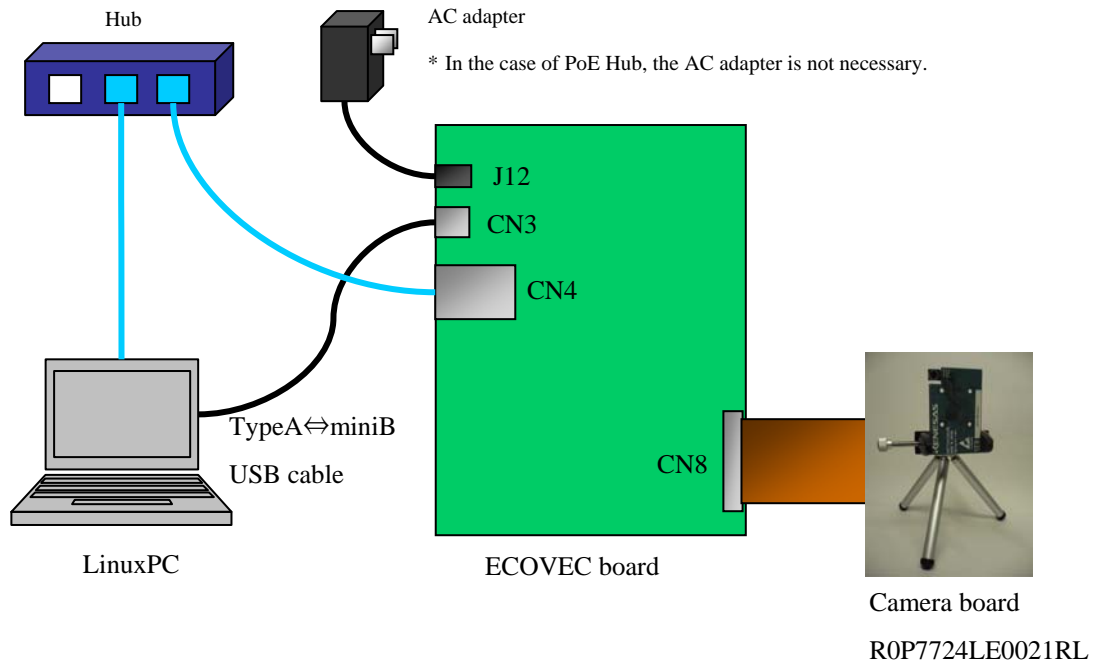 Hub
AC adapter
* In the case of PoE Hub, the AC adapter is not necessary.
J12
CN3
CN4
TypeA⇔miniB
USB cable
CN8
LinuxPC
ECOVEC board
RENESAS
Camera board
R0P7724LE0021RL